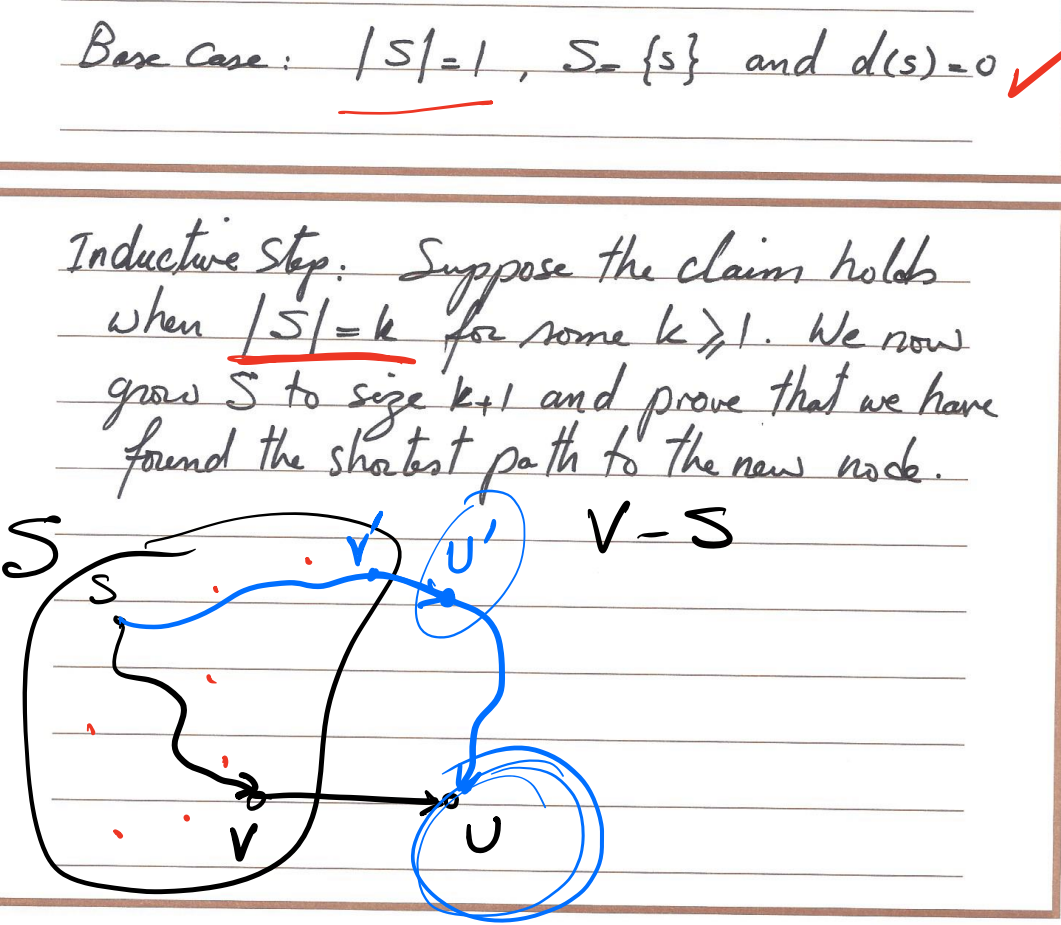 Base Case: |S|=1, S={s} and d(s)=0 ✓
Inductive Step: Suppose the claim holds
when |S|=k for some k≥1. We now
grow S to size k+1 and prove that we have
found the shortest path to the new node.
S V' U' V-S
s
V U